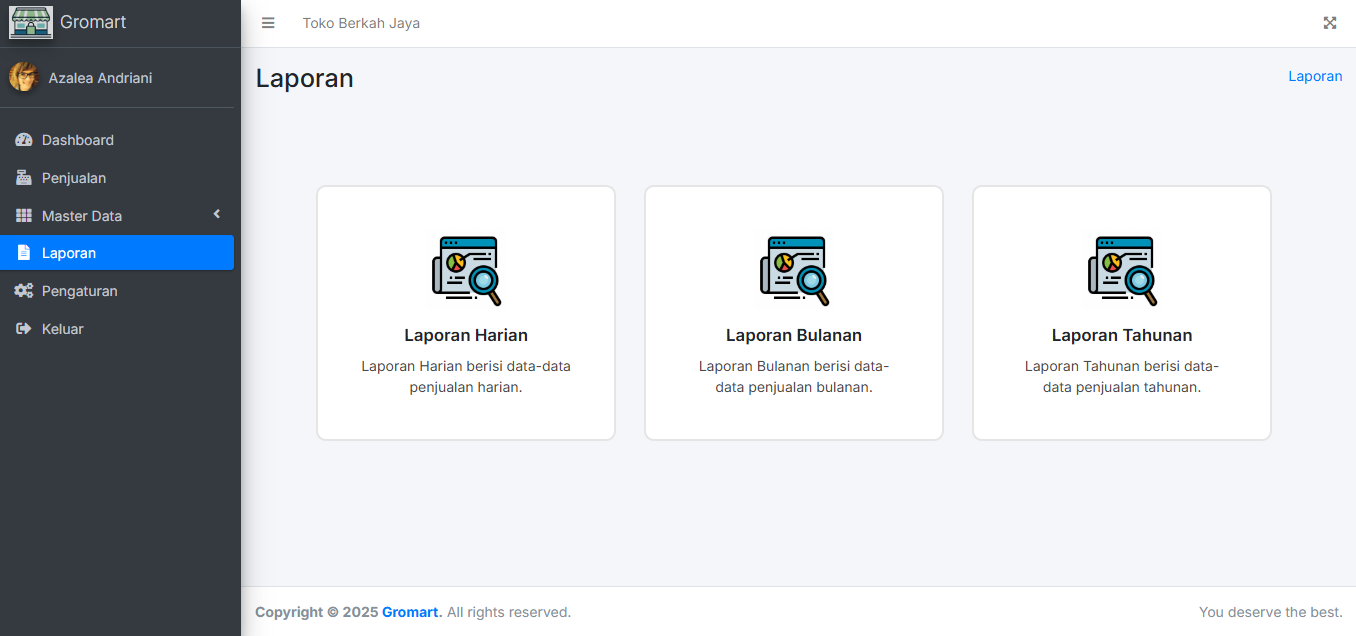 Gromart
Toko Berkah Jaya
Azalea Andriani
Dashboard
Penjualan
Master Data
Laporan
Pengaturan
Keluar
Laporan
Laporan
Laporan Harian
Laporan Harian berisi data-data
penjualan harian.
Laporan Bulanan
Laporan Bulanan berisi data-
data penjualan bulanan.
Laporan Tahunan
Laporan Tahunan berisi data-
data penjualan tahunan.
Copyright © 2025 Gromart. All rights reserved.
You deserve the best.